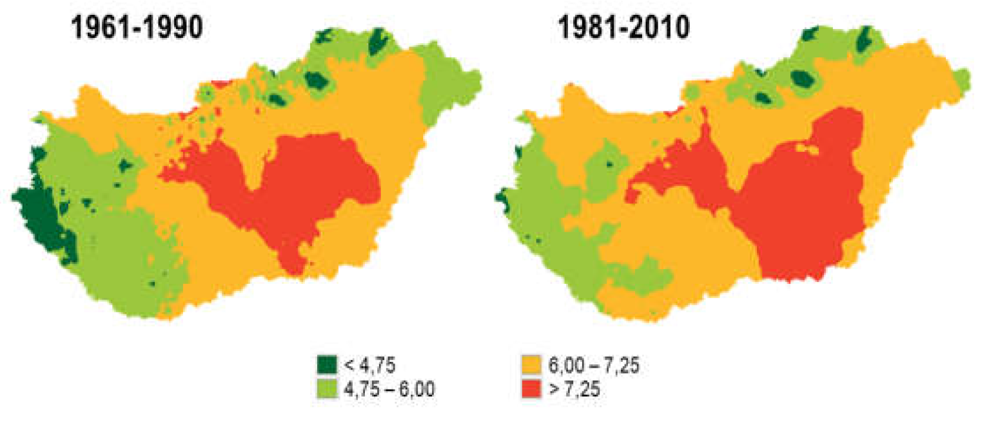 1961-1990
1981-2010
< 4,75
4,75 – 6,00
6,00 – 7,25
> 7,25